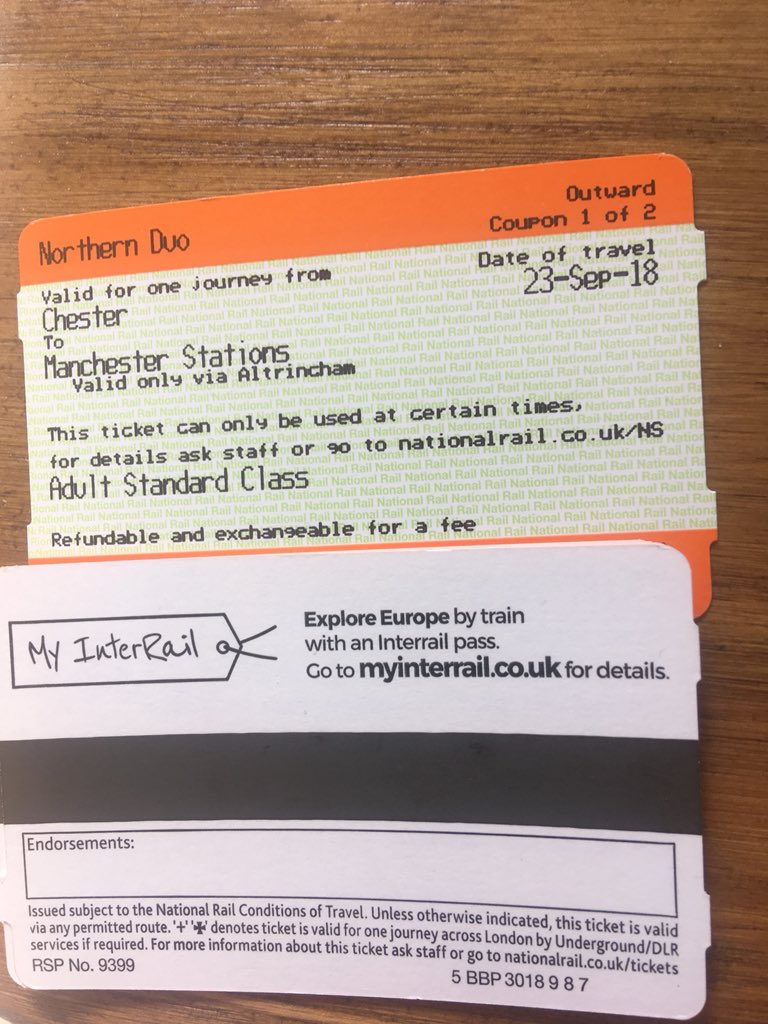 Northern Duo
Outward
Coupon 1 of 2
Valid for one journey from
Date of travel
Chester
23-Sep-18
To
Manchester Stations
Valid only via Altrincham
This ticket can only be used at certain times,
for details ask staff or go to nationalrail.co.uk/NS
Adult Standard Class
Refundable and exchangeable for a fee
My InterRail
Explore Europe by train
with an Interrail pass.
Go to myinterrail.co.uk for details.
Endorsements:
Issued subject to the National Rail Conditions of Travel. Unless otherwise indicated, this ticket is valid
via any permitted route. '+' '✠' denotes ticket is valid for one journey across London by Underground/DLR
services if required. For more information about this ticket ask staff or go to nationalrail.co.uk/tickets
RSP No. 9399
5 BBP 3018 9 8 7